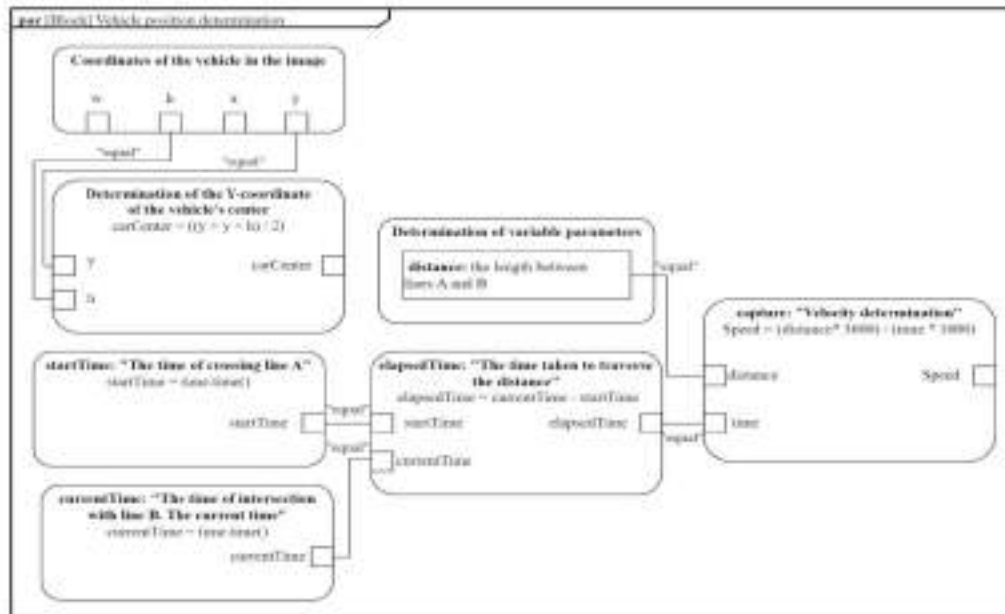 par [Block] Vehicle position determination
Coordinates of the vehicle in the image
w h x y
"equal"
"equal"
Determination of the Y-coordinate
of the vehicle's center
carCenter = ((y + y + h) / 2)
Y carCenter
h
Determination of variable parameters
distance: the length between
lines A and B
"equal"
capture: "Velocity determination"
Speed = (distance* 3600) / (time * 1000)
distance Speed
time
startTime: "The time of crossing line A"
startTime = time.time()
startTime
"equal"
"equal"
elapsedTime: "The time taken to traverse
the distance"
elapsedTime = currentTime - startTime
startTime elapsedTime
currentTime
"equal"
currentTime: "The time of intersection
with line B. The current time"
currentTime = time.time()
currentTime